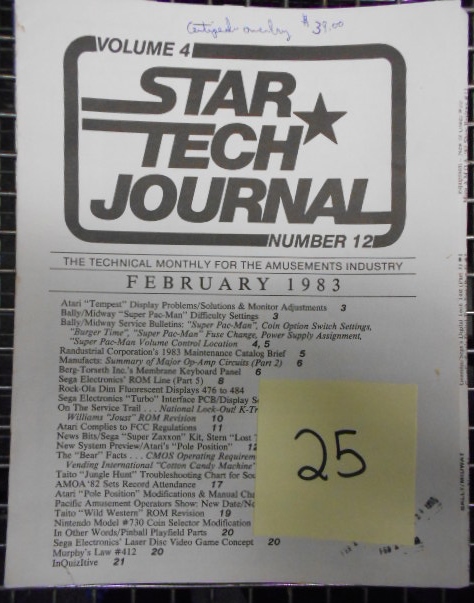 Centipede overlay $39.00
VOLUME 4
STAR
TECH
JOURNAL
NUMBER 12
THE TECHNICAL MONTHLY FOR THE AMUSEMENTS INDUSTRY
FEBRUARY 1983
Atari "Tempest" Display Problems/Solutions & Monitor Adjustments 3
Bally/Midway "Super Pac-Man" Difficulty Settings 3
Bally/Midway Service Bulletins: "Super Pac-Man", Coin Option Switch Settings,
"Burger Time", "Super Pac-Man" Fuse Change, Power Supply Assignment,
"Super Pac-Man Volume Control Location 4, 5
Randustrial Corporation's 1983 Maintenance Catalog Brief 5
Manufacts: Summary of Major Op-Amp Circuits (Part 2) 6
Berg-Torseth Inc.'s Membrane Keyboard Panel 6
Sega Electronics' ROM Line (Part 5) 8
Rock-Ola Dim Fluorescent Displays 476 to 484
Sega Electronics "Turbo" Interface PCB/Display
On The Service Trail . . . National Lock-Out! K-Tr
Williams "Joust" ROM Revision 10
Atari Complies to FCC Regulations 11
News Bits/Sega "Super Zaxxon" Kit, Stern "Lost
New System Preview/Atari's "Pole Position" 12
The "Bear" Facts . . . CMOS Operating Requirem
Vending International "Cotton Candy Machine"
Taito "Jungle Hunt" Troubleshooting Chart for Sou
AMOA '82 Sets Record Attendance 17
Atari "Pole Position" Modifications & Manual Cha
Pacific Amusement Operators Show: New Date/N
Taito "Wild Western" ROM Revision 19
Nintendo Model #730 Coin Selector Modification
In Other Words/Pinball Playfield Parts 20
Sega Electronics' Laser Disc Video Game Concept 20
Murphy's Law #412 20
InQuizItive 21
25